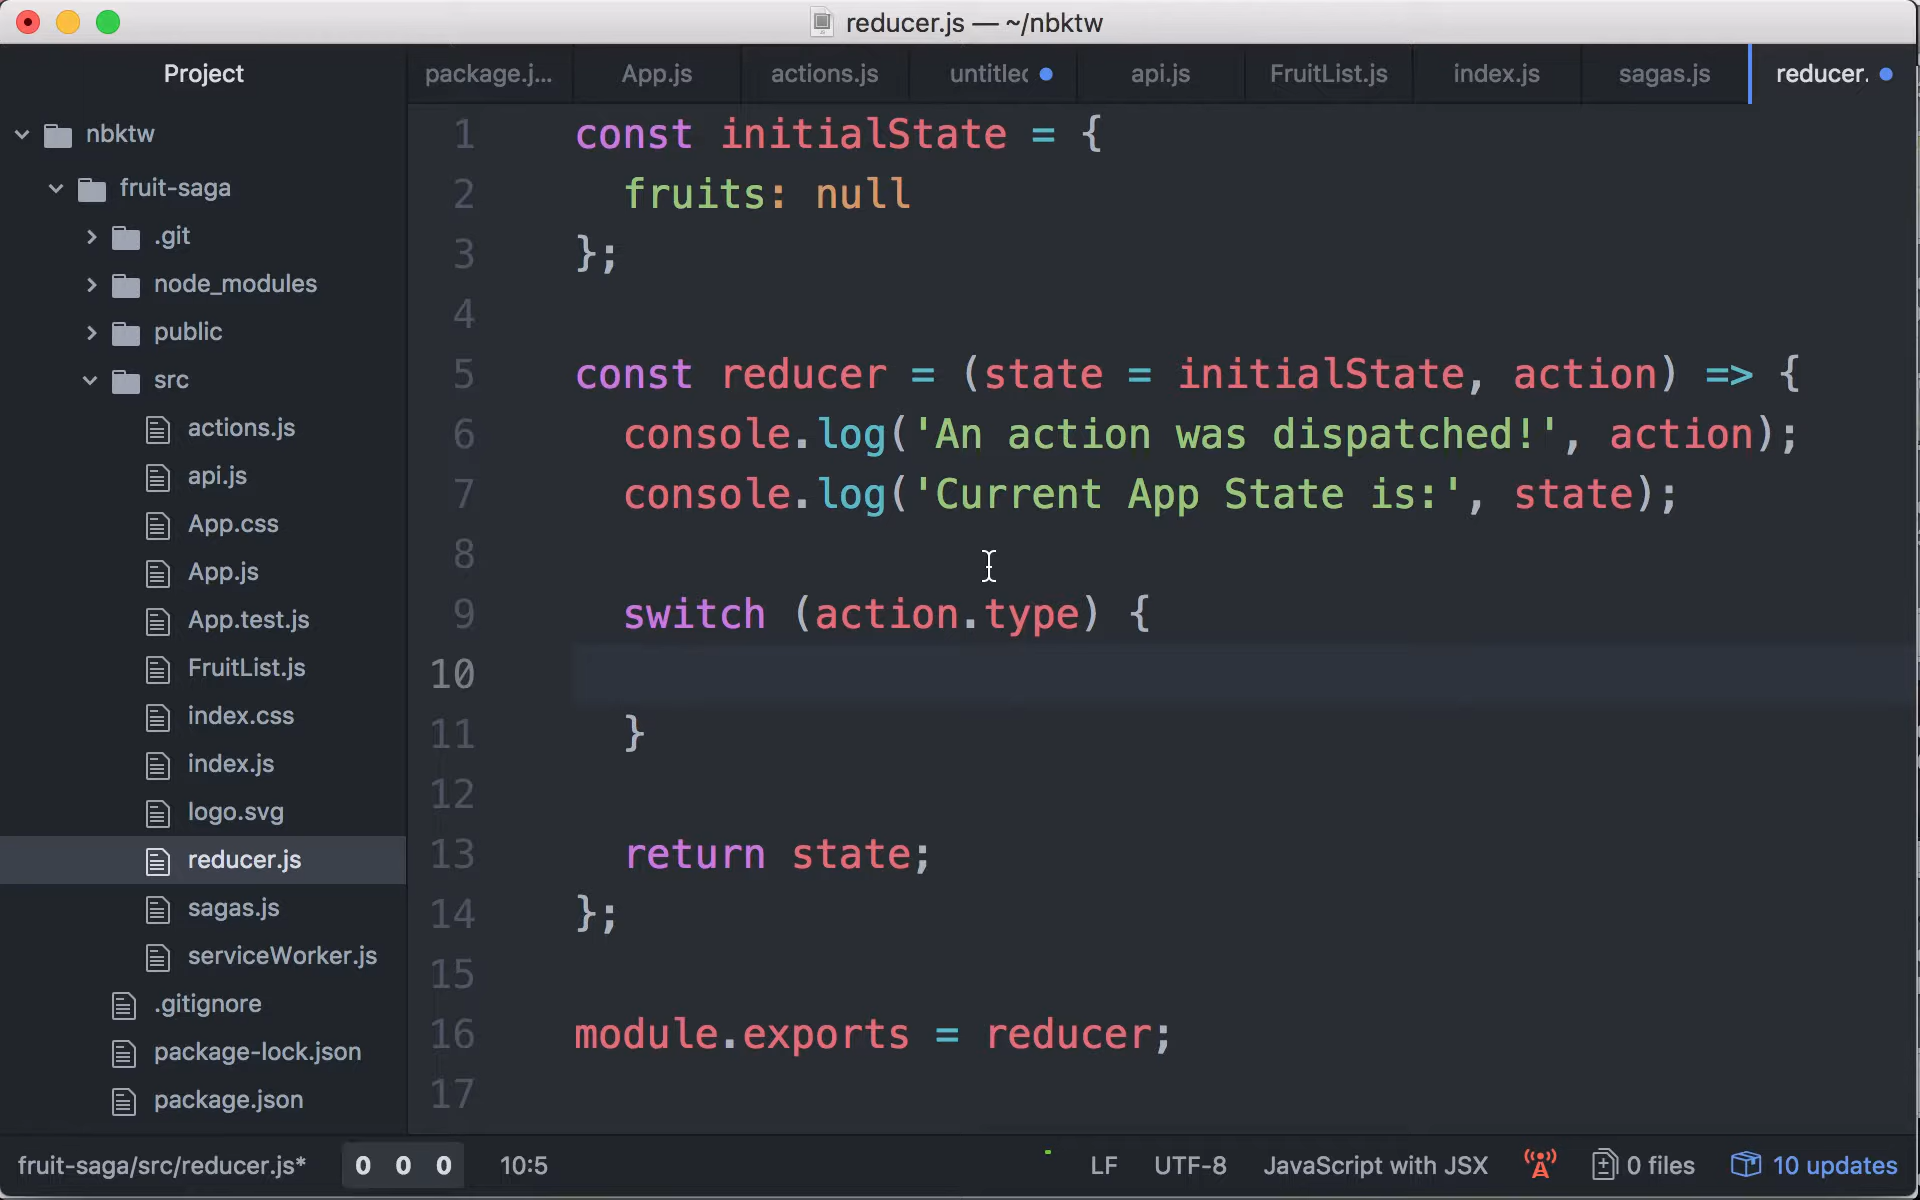 reducer.js — ~/nbktw
Project
package.j...
App.js
actions.js
untitled
api.js
FruitList.js
index.js
sagas.js
reducer.
nbktw
fruit-saga
.git
node_modules
public
src
actions.js
api.js
App.css
App.js
App.test.js
FruitList.js
index.css
index.js
logo.svg
reducer.js
sagas.js
serviceWorker.js
.gitignore
package-lock.json
package.json
1 const initialState = {
2 fruits: null
3 };
4
5 const reducer = (state = initialState, action) => {
6 console.log('An action was dispatched!', action);
7 console.log('Current App State is:', state);
8
9 switch (action.type) {
10
11 }
12
13 return state;
14 };
15
16 module.exports = reducer;
17
fruit-saga/src/reducer.js* 0 0 0 10:5 LF UTF-8 JavaScript with JSX 0 files 10 updates